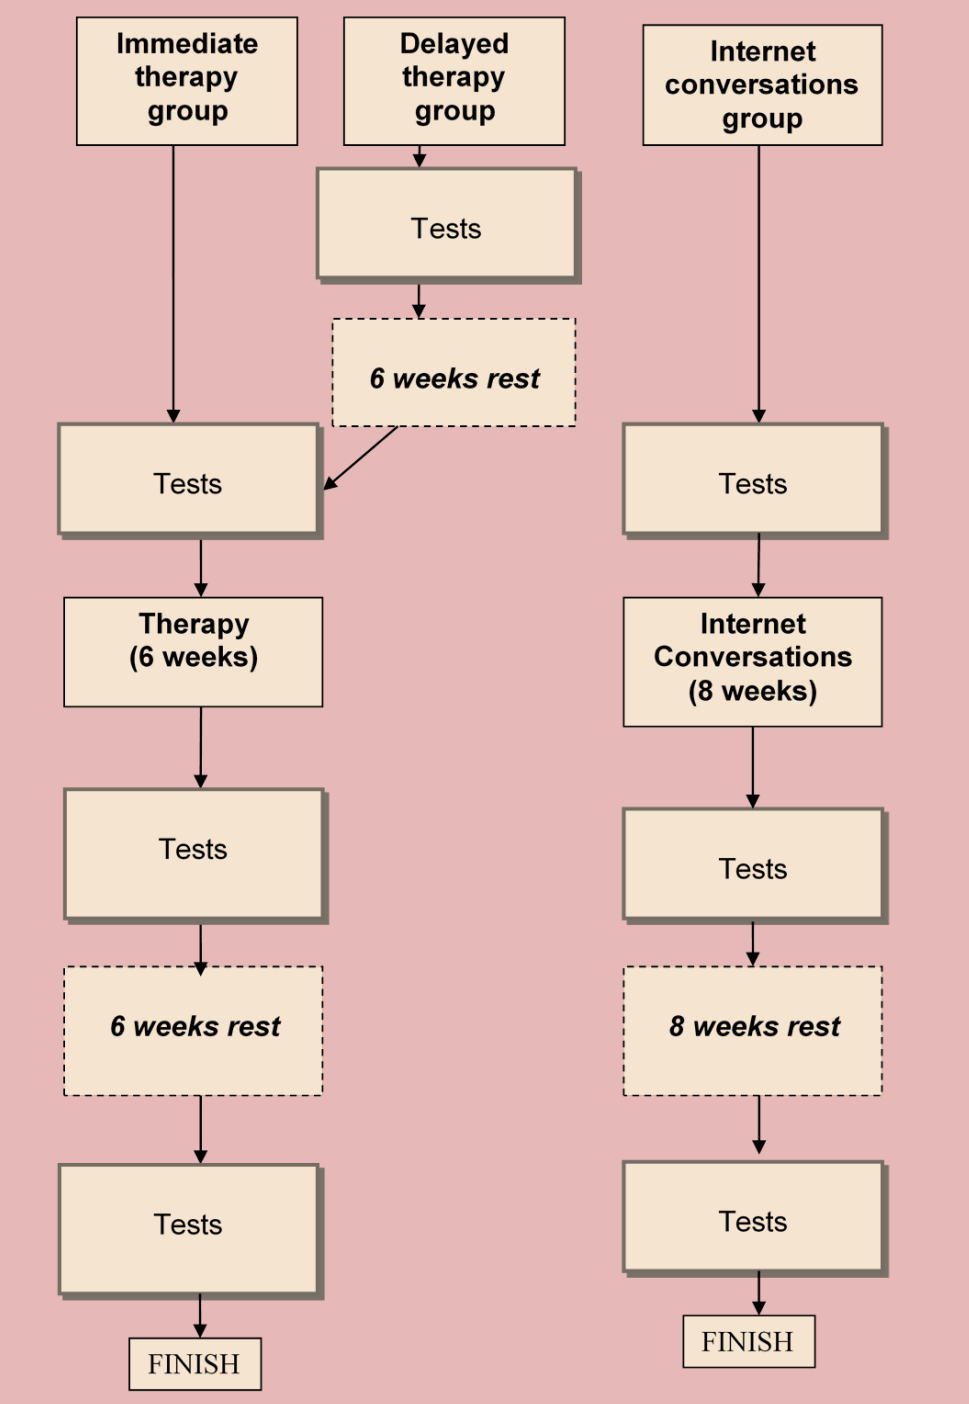 Immediate
therapy
group
Delayed
therapy
group
Internet
conversations
group
Tests
6 weeks rest
Tests
Tests
Therapy
(6 weeks)
Internet
Conversations
(8 weeks)
Tests
Tests
6 weeks rest
8 weeks rest
Tests
Tests
FINISH
FINISH